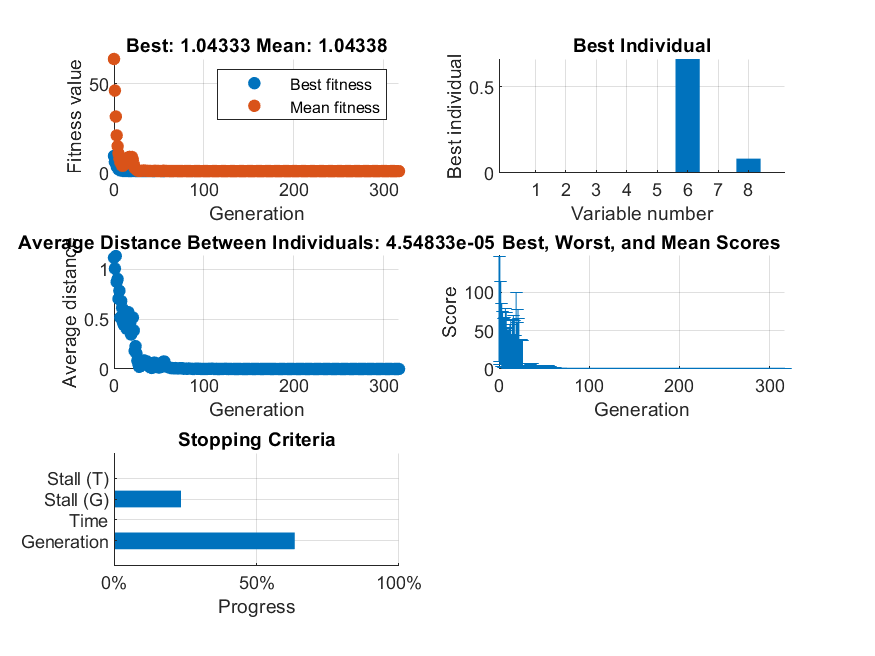 Best: 1.04333 Mean: 1.04338
Fitness value
50
0
Best fitness
Mean fitness
0 100 200 300
Generation
Best Individual
Best individual
0.5
0
1 2 3 4 5 6 7 8
Variable number
Average Distance Between Individuals: 4.54833e-05
Average distance
1
0.5
0
0 100 200 300
Generation
Best, Worst, and Mean Scores
Score
100
50
0
0 100 200 300
Generation
Stopping Criteria
Stall (T)
Stall (G)
Time
Generation
0% 50% 100%
Progress